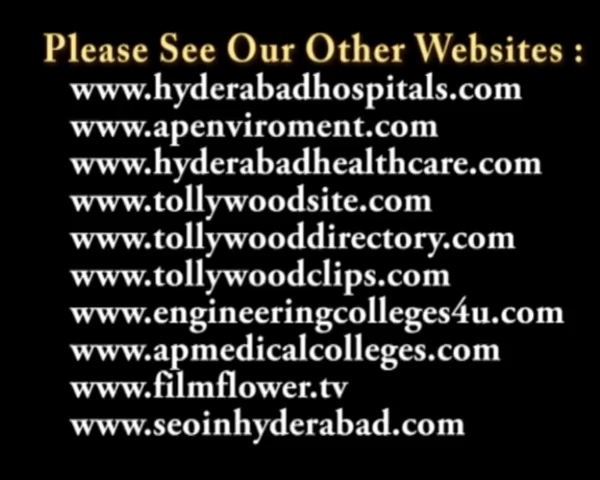 Please See Our Other Websites :
www.hyderabadhospitals.com
www.apenviroment.com
www.hyderabadhealthcare.com
www.tollywoodsite.com
www.tollywooddirectory.com
www.tollywoodclips.com
www.engineeringcolleges4u.com
www.apmedicalcolleges.com
www.filmflower.tv
www.seoinhyderabad.com